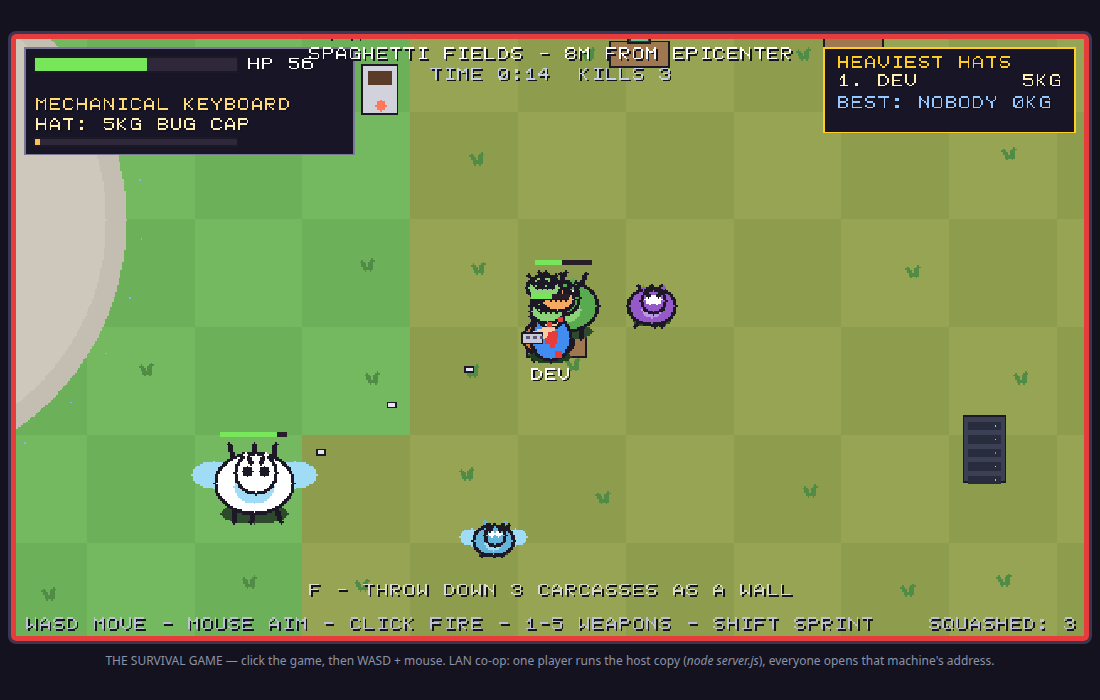 SPAGHETTI FIELDS - 8M FROM EPICENTER
TIME 0:14 KILLS 3
HP 56
MECHANICAL KEYBOARD
HAT: 5KG BUG CAP
HEAVIEST HATS
1. DEV 5KG
BEST: NOBODY 0KG
DEV
F - THROW DOWN 3 CARCASSES AS A WALL
WASD MOVE - MOUSE AIM - CLICK FIRE - 1-5 WEAPONS - SHIFT SPRINT
SQUASHED: 3
THE SURVIVAL GAME — click the game, then WASD + mouse. LAN co-op: one player runs the host copy (node server.js), everyone opens that machine's address.